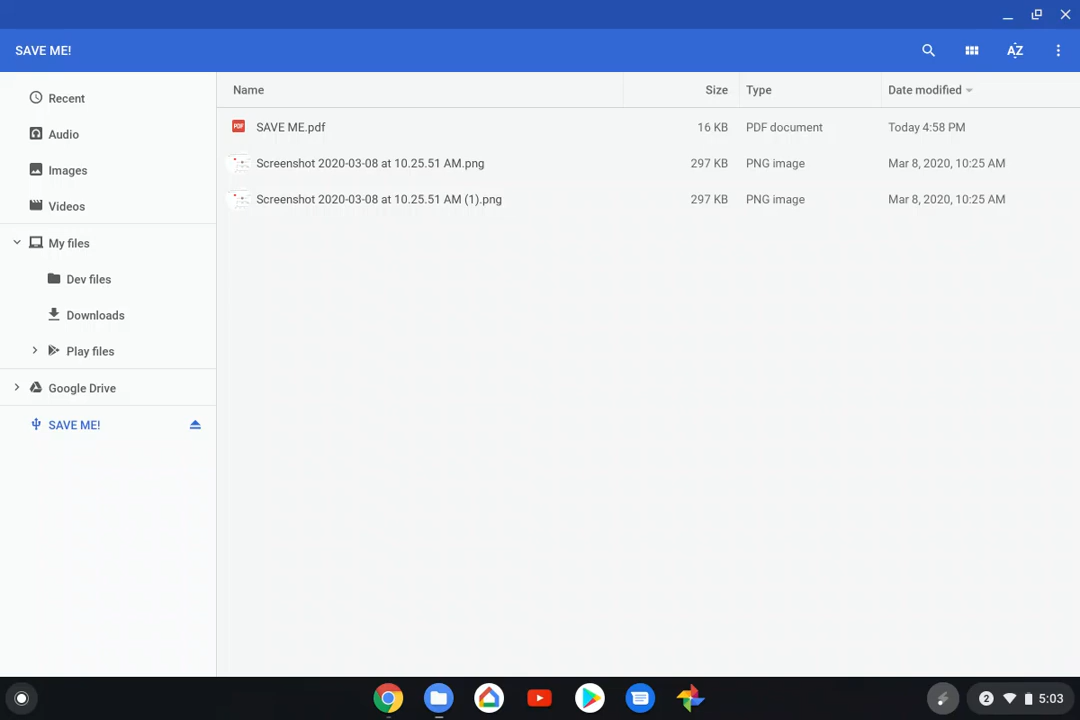 SAVE ME!
AZ
Recent
Audio
Images
Videos
My files
Dev files
Downloads
Play files
Google Drive
SAVE ME!
Name Size Type Date modified
PDF SAVE ME.pdf 16 KB PDF document Today 4:58 PM
Screenshot 2020-03-08 at 10.25.51 AM.png 297 KB PNG image Mar 8, 2020, 10:25 AM
Screenshot 2020-03-08 at 10.25.51 AM (1).png 297 KB PNG image Mar 8, 2020, 10:25 AM
2 5:03